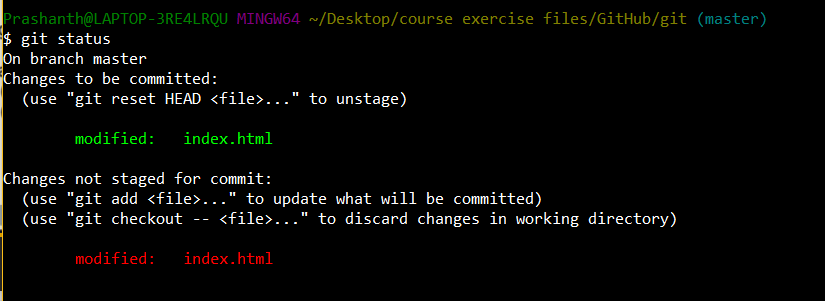 Prashanth@LAPTOP-3RE4LRQU MINGW64 ~/Desktop/course exercise files/GitHub/git (master)
$ git status
On branch master
Changes to be committed:
  (use "git reset HEAD <file>..." to unstage)
        modified:   index.html
Changes not staged for commit:
  (use "git add <file>..." to update what will be committed)
  (use "git checkout -- <file>..." to discard changes in working directory)
        modified:   index.html